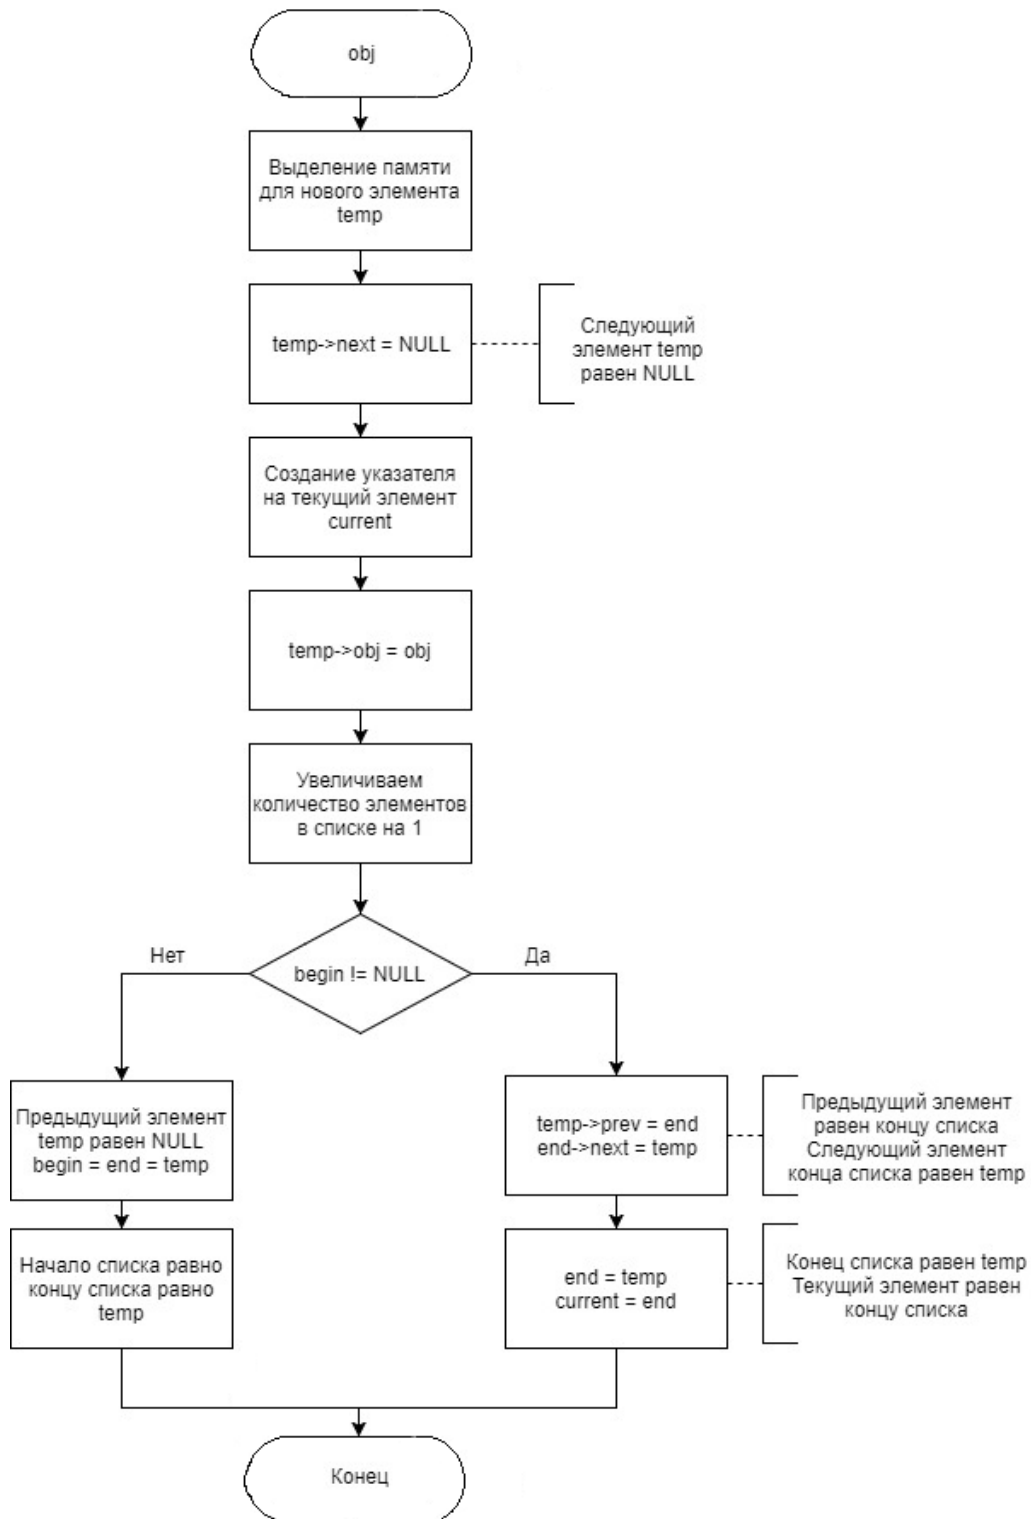 obj
Выделение памяти
для нового элемента
temp
temp->next = NULL
Следующий
элемент temp
равен NULL
Создание указателя
на текущий элемент
current
temp->obj = obj
Увеличиваем
количество элементов
в списке на 1
begin != NULL
Нет
Да
Предыдущий элемент
temp равен NULL
begin = end = temp
temp->prev = end
end->next = temp
Предыдущий элемент
равен концу списка
Следующий элемент
конца списка равен temp
Начало списка равно
концу списка равно
temp
end = temp
current = end
Конец списка равен temp
Текущий элемент равен
концу списка
Конец